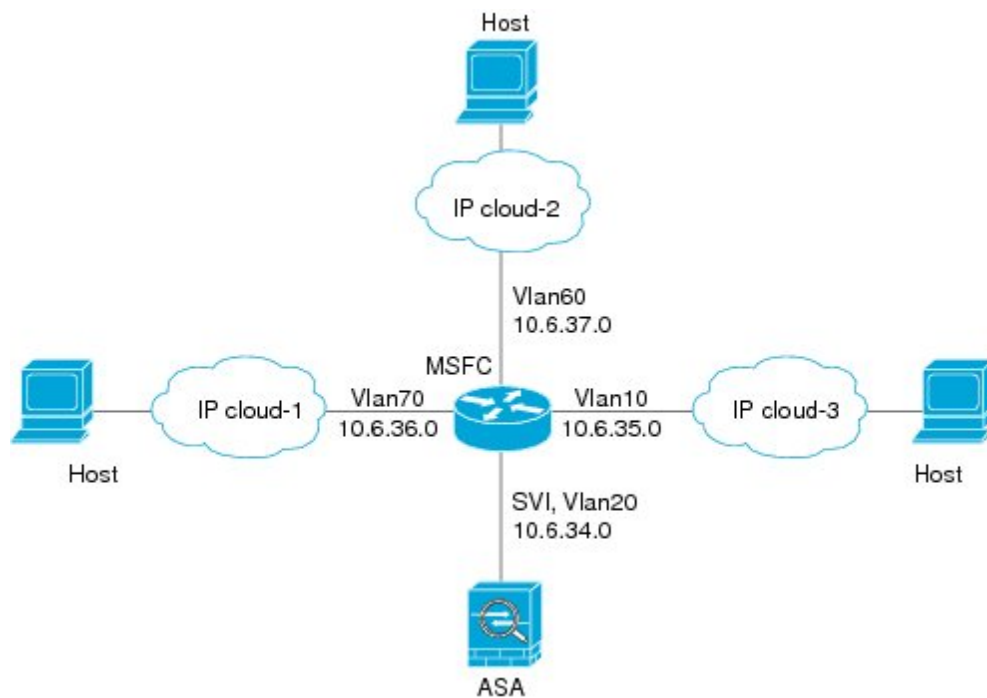 Host
IP cloud-2
Vlan60
10.6.37.0
MSFC
IP cloud-1
Vlan70
10.6.36.0
Vlan10
10.6.35.0
IP cloud-3
Host
Host
SVI, Vlan20
10.6.34.0
ASA